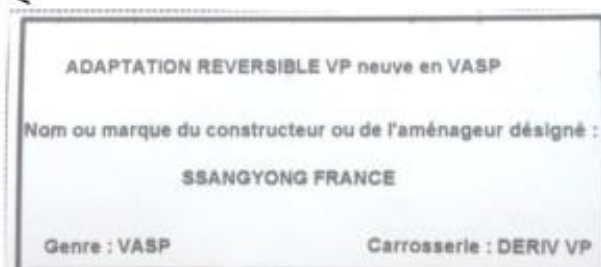 ADAPTATION REVERSIBLE VP neuve en VASP
Nom ou marque du constructeur ou de l'aménageur désigné :
SSANGYONG FRANCE
Genre : VASP Carrosserie : DERIV VP